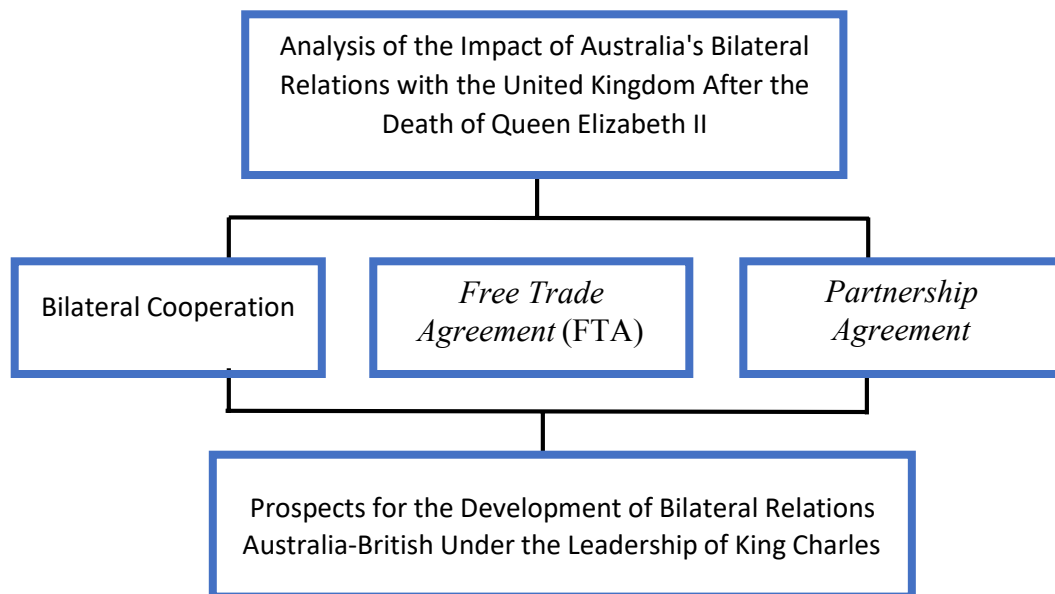 Analysis of the Impact of Australia's Bilateral
Relations with the United Kingdom After the
Death of Queen Elizabeth II
Bilateral Cooperation
Free Trade
Agreement (FTA)
Partnership
Agreement
Prospects for the Development of Bilateral Relations
Australia-British Under the Leadership of King Charles